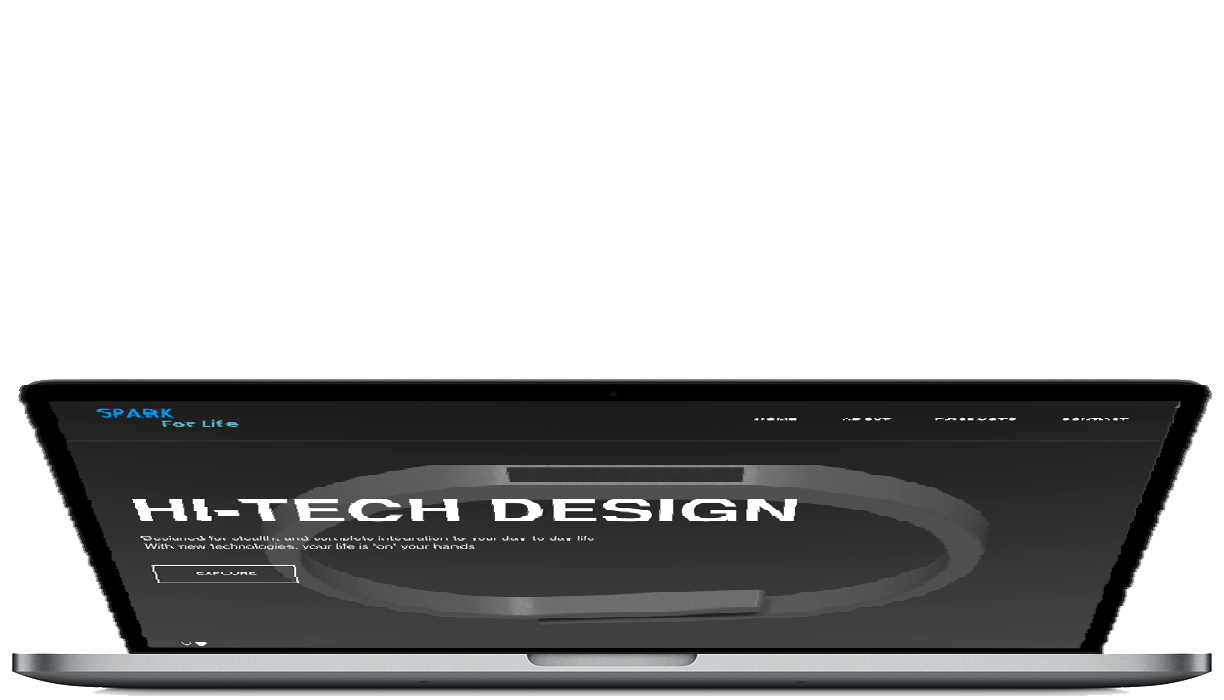 SPARK
For Life
HOME ABOUT PRODUCTS CONTACT
HI-TECH DESIGN
Designed for stealth, and complete integration to your day to day life
With new technologies, your life is 'on' your hands
EXPLORE